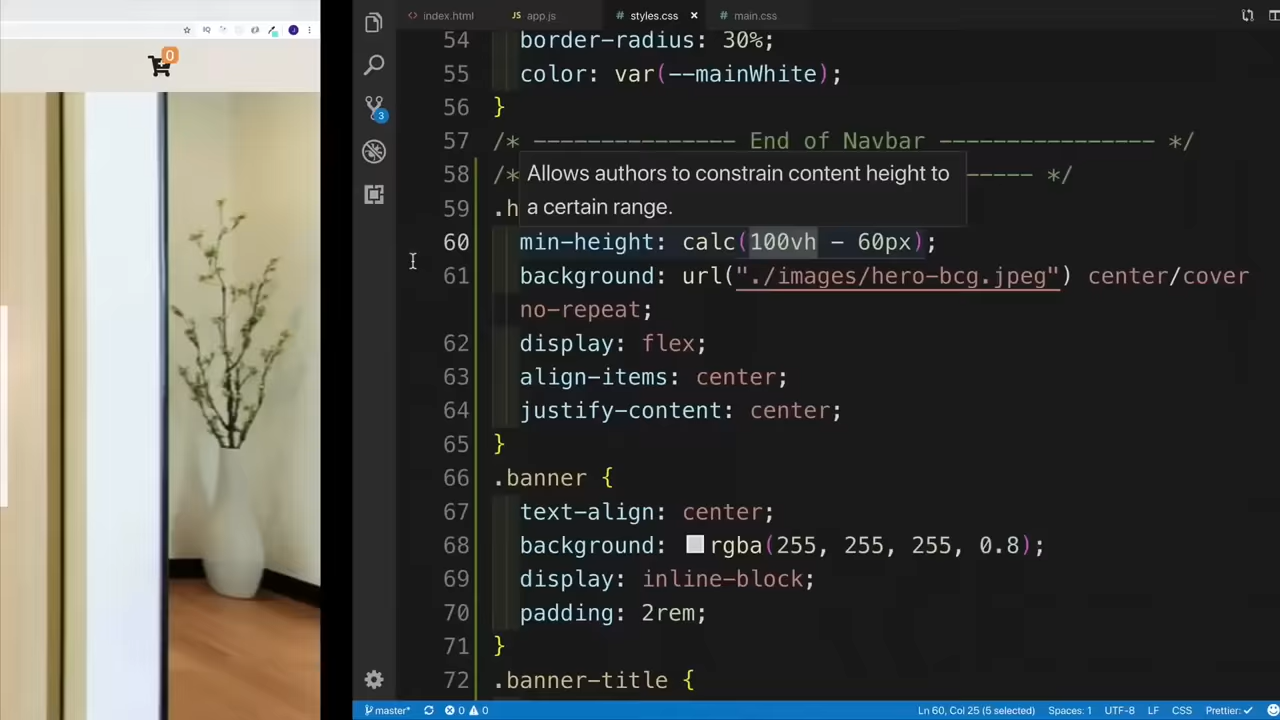 index.html
JS app.js
# styles.css
# main.css
IQ
0
3
54 border-radius: 30%;
55 color: var(--mainWhite);
56 }
57 /* --------------- End of Navbar ---------------- */
58 /* ----- */
Allows authors to constrain content height to
a certain range.
59 .h
60 min-height: calc(100vh - 60px);
61 background: url("./images/hero-bcg.jpeg") center/cover
no-repeat;
62 display: flex;
63 align-items: center;
64 justify-content: center;
65 }
66 .banner {
67 text-align: center;
68 background: rgba(255, 255, 255, 0.8);
69 display: inline-block;
70 padding: 2rem;
71 }
72 .banner-title {
master* 0 0 Ln 60, Col 25 (5 selected) Spaces: 1 UTF-8 LF CSS Prettier: ✓